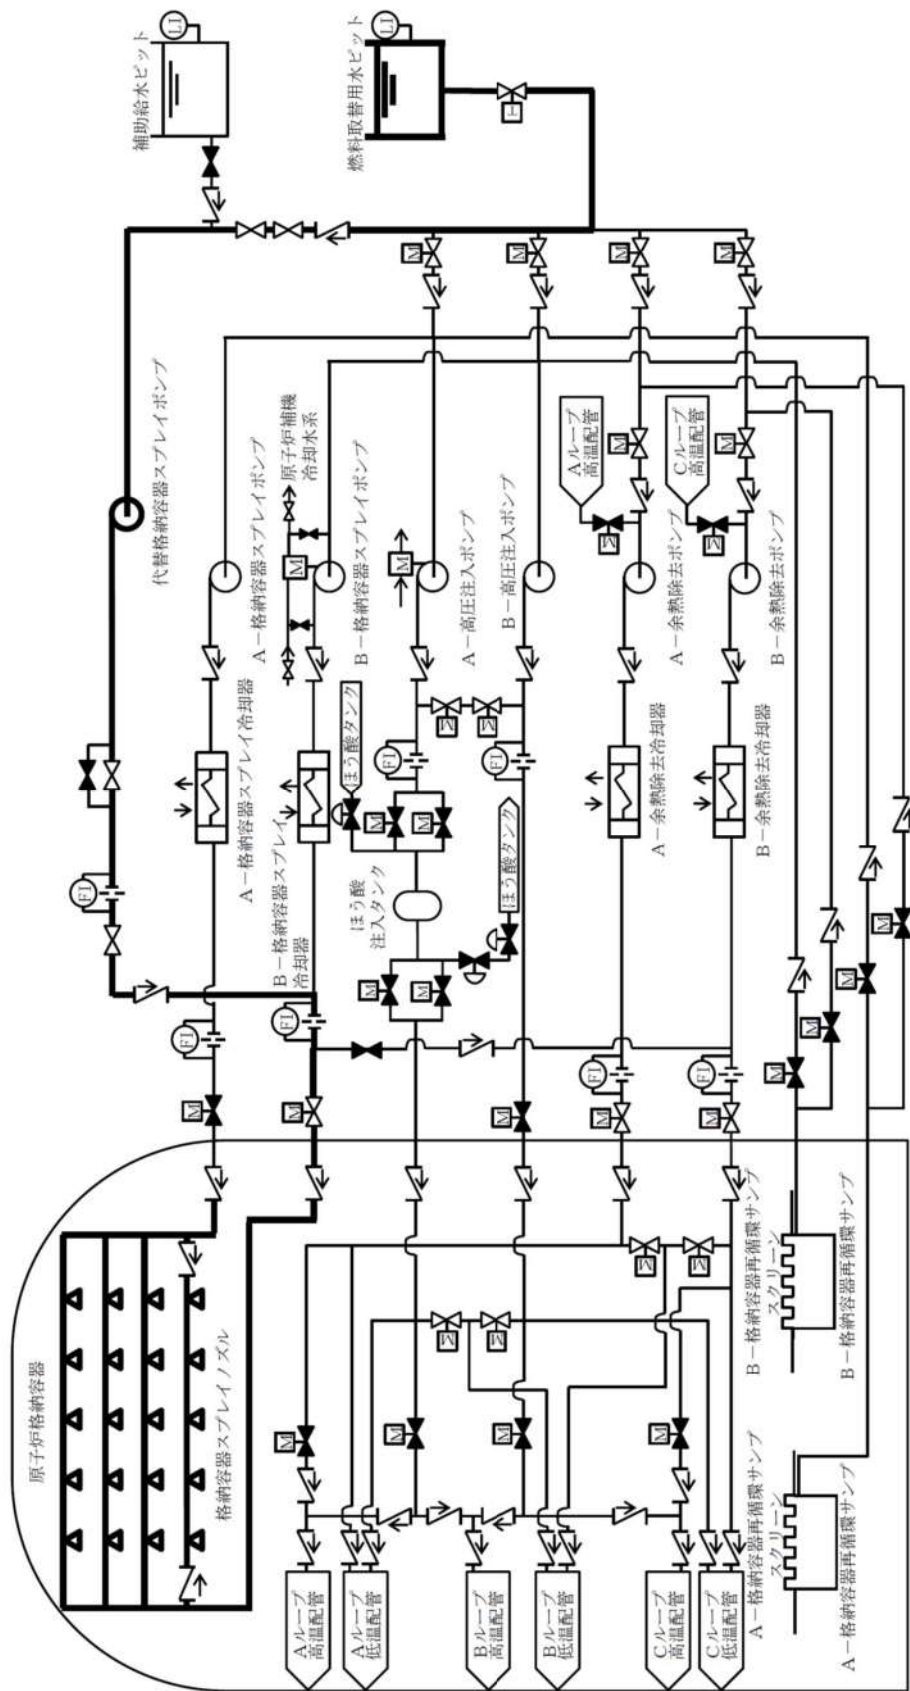 原子炉格納容器
格納容器スプレイノズル
補助給水ピット
LI
燃料取替用水ピット
LI
代替格納容器スプレイポンプ
FI
A－格納容器スプレイポンプ
A－格納容器スプレイ冷却器
FI
M
原子炉補機
冷却水系
M
B－格納容器スプレイポンプ
B－格納容器スプレイ
冷却器
FI
M
ほう酸タンク
M
A－高圧注入ポンプ
M
FI
M
M
M
M
ほう酸
注入タンク
M
M
M
B－高圧注入ポンプ
FI
ほう酸タンク
M
M
Aループ
高温配管
M
M
M
A－余熱除去ポンプ
A－余熱除去冷却器
FI
M
M
Cループ
高温配管
M
M
B－余熱除去ポンプ
B－余熱除去冷却器
FI
M
M
M
M
M
M
M
M
M
M
M
M
M
Aループ
高温配管
Aループ
低温配管
Bループ
高温配管
Bループ
低温配管
Cループ
高温配管
Cループ
低温配管
B－格納容器再循環サンプ
スクリーン
B－格納容器再循環サンプ
A－格納容器再循環サンプ
スクリーン
A－格納容器再循環サンプ